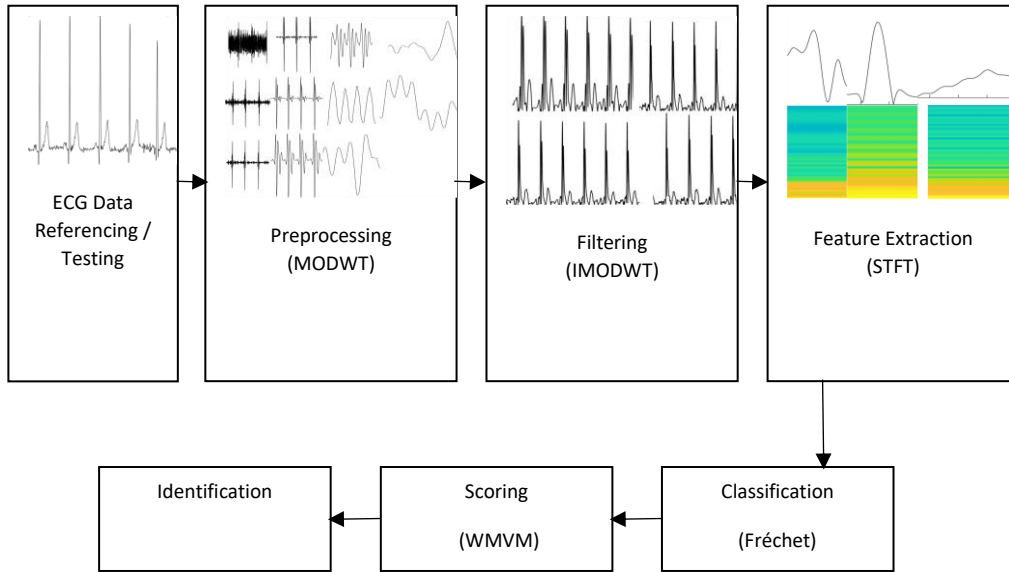 ECG Data
Referencing /
Testing
Preprocessing
(MODWT)
Filtering
(IMODWT)
Feature Extraction
(STFT)
Identification
Scoring
(WMVM)
Classification
(Fréchet)